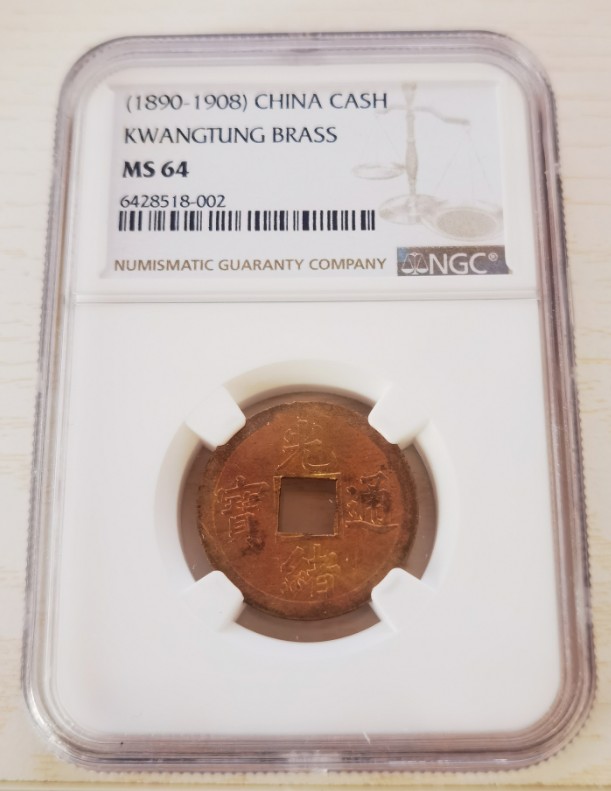 (1890-1908) CHINA CASH
KWANGTUNG BRASS
MS 64
6428518-002
NUMISMATIC GUARANTY COMPANY
NGC®
光
緒
通
寶